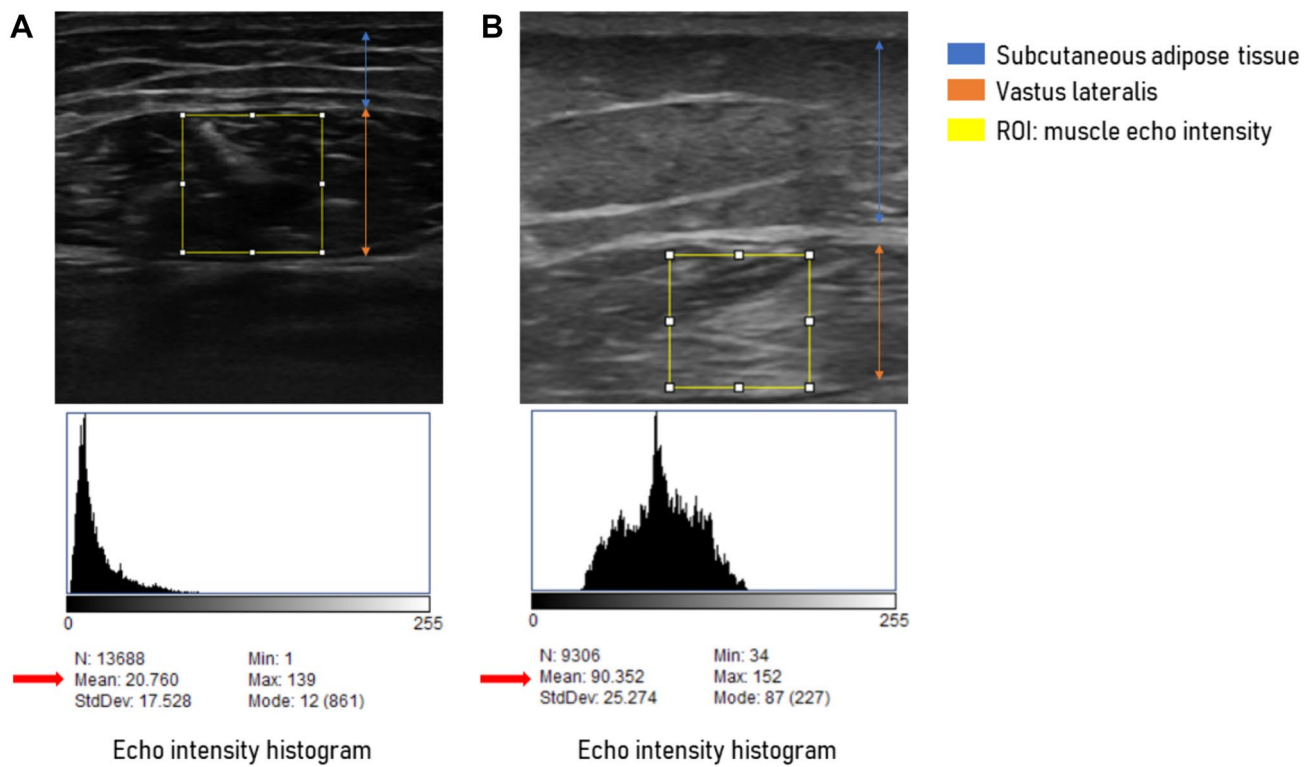 A
B
Subcutaneous adipose tissue
Vastus lateralis
ROI: muscle echo intensity
0 255
0 255
N: 13688 Min: 1
Mean: 20.760 Max: 139
StdDev: 17.528 Mode: 12 (861)
N: 9306 Min: 34
Mean: 90.352 Max: 152
StdDev: 25.274 Mode: 87 (227)
Echo intensity histogram
Echo intensity histogram